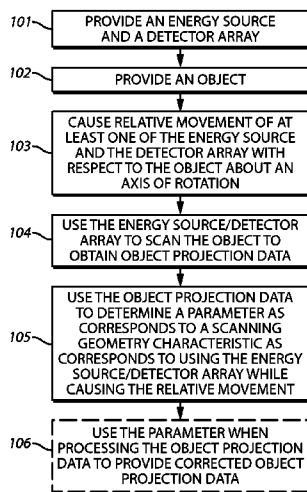 101
PROVIDE AN ENERGY SOURCE
AND A DETECTOR ARRAY
102
PROVIDE AN OBJECT
103
CAUSE RELATIVE MOVEMENT OF AT
LEAST ONE OF THE ENERGY SOURCE
AND THE DETECTOR ARRAY WITH
RESPECT TO THE OBJECT ABOUT AN
AXIS OF ROTATION
104
USE THE ENERGY SOURCE/DETECTOR
ARRAY TO SCAN THE OBJECT TO
OBTAIN OBJECT PROJECTION DATA
105
USE THE OBJECT PROJECTION DATA
TO DETERMINE A PARAMETER AS
CORRESPONDS TO A SCANNING
GEOMETRY CHARACTERISTIC AS
CORRESPONDS TO USING THE ENERGY
SOURCE/DETECTOR ARRAY WHILE
CAUSING THE RELATIVE MOVEMENT
106
USE THE PARAMETER WHEN
PROCESSING THE OBJECT PROJECTION
DATA TO PROVIDE CORRECTED OBJECT
PROJECTION DATA